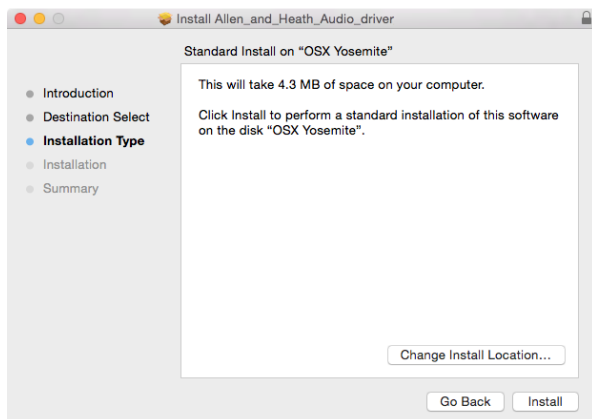 Install Allen_and_Heath_Audio_driver
Standard Install on “OSX Yosemite”
Introduction
Destination Select
Installation Type
Installation
Summary
This will take 4.3 MB of space on your computer.
Click Install to perform a standard installation of this software
on the disk “OSX Yosemite”.
Change Install Location...
Go Back
Install